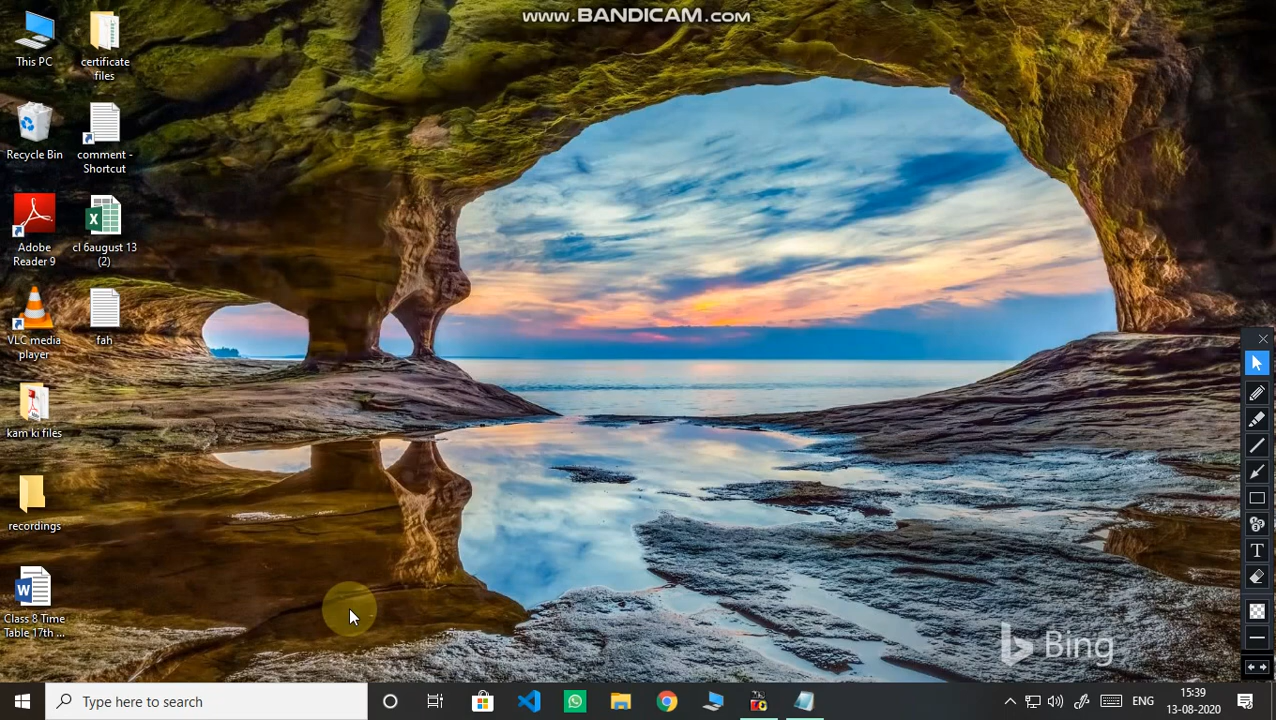 www.BANDICAM.com
This PC
certificate
files
Recycle Bin
comment -
Shortcut
Adobe
Reader 9
cl 6august 13
(2)
VLC media
player
fah
kam ki files
recordings
Class 8 Time
Table 17th ...
Bing
Type here to search
ENG
15:39
13-08-2020